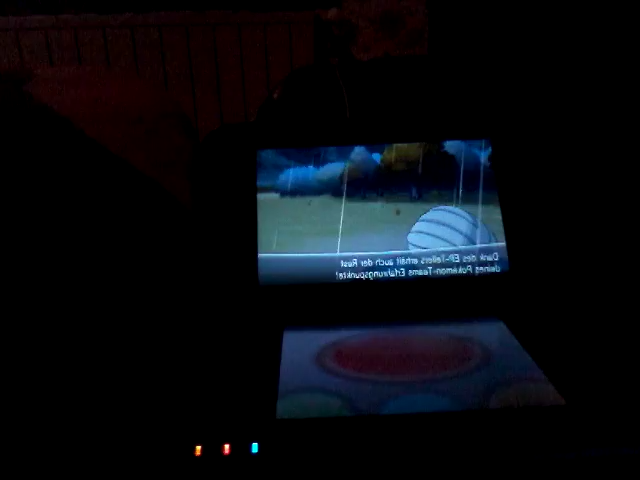 Dank des EP-Teilers erhält auch der Rest
deines Pokémon-Teams Erfahrungspunkte!